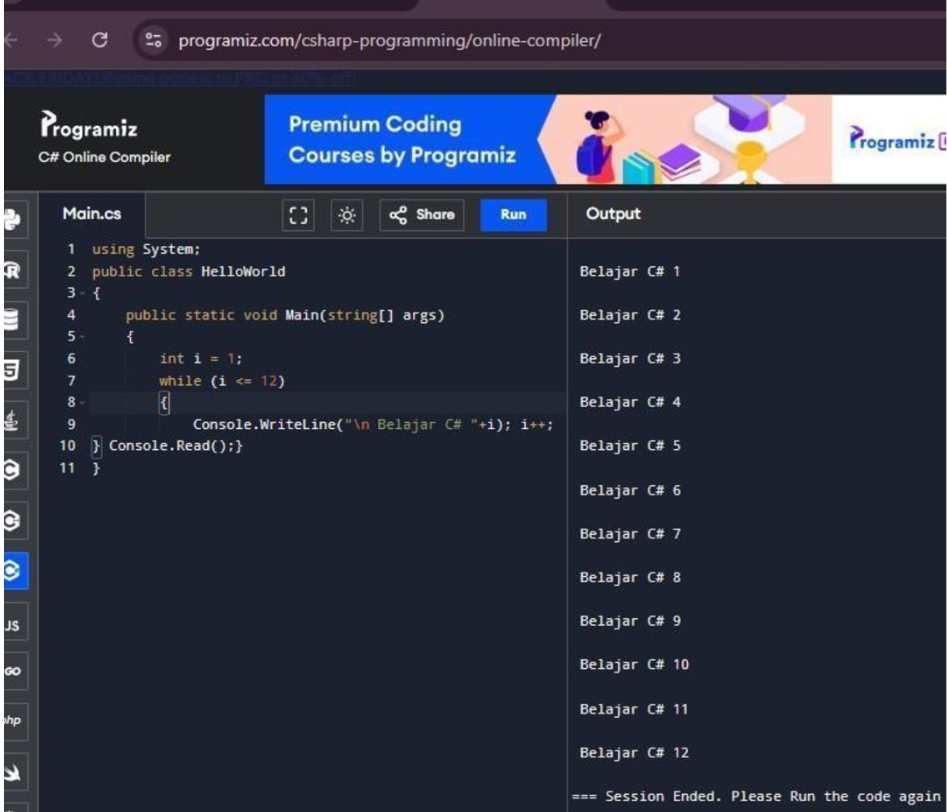 programiz.com/csharp-programming/online-compiler/
Programiz
C# Online Compiler
Premium Coding
Courses by Programiz
Programiz
Main.cs
Share
Run
Output
1 using System;
2 public class HelloWorld
3 {
4 public static void Main(string[] args)
5 {
6 int i = 1;
7 while (i <= 12)
8 {
9 Console.WriteLine("\n Belajar C# "+i); i++;
10 } Console.Read();}
11 }
Belajar C# 1
Belajar C# 2
Belajar C# 3
Belajar C# 4
Belajar C# 5
Belajar C# 6
Belajar C# 7
Belajar C# 8
Belajar C# 9
Belajar C# 10
Belajar C# 11
Belajar C# 12
=== Session Ended. Please Run the code again
R
5
JS
GO
php